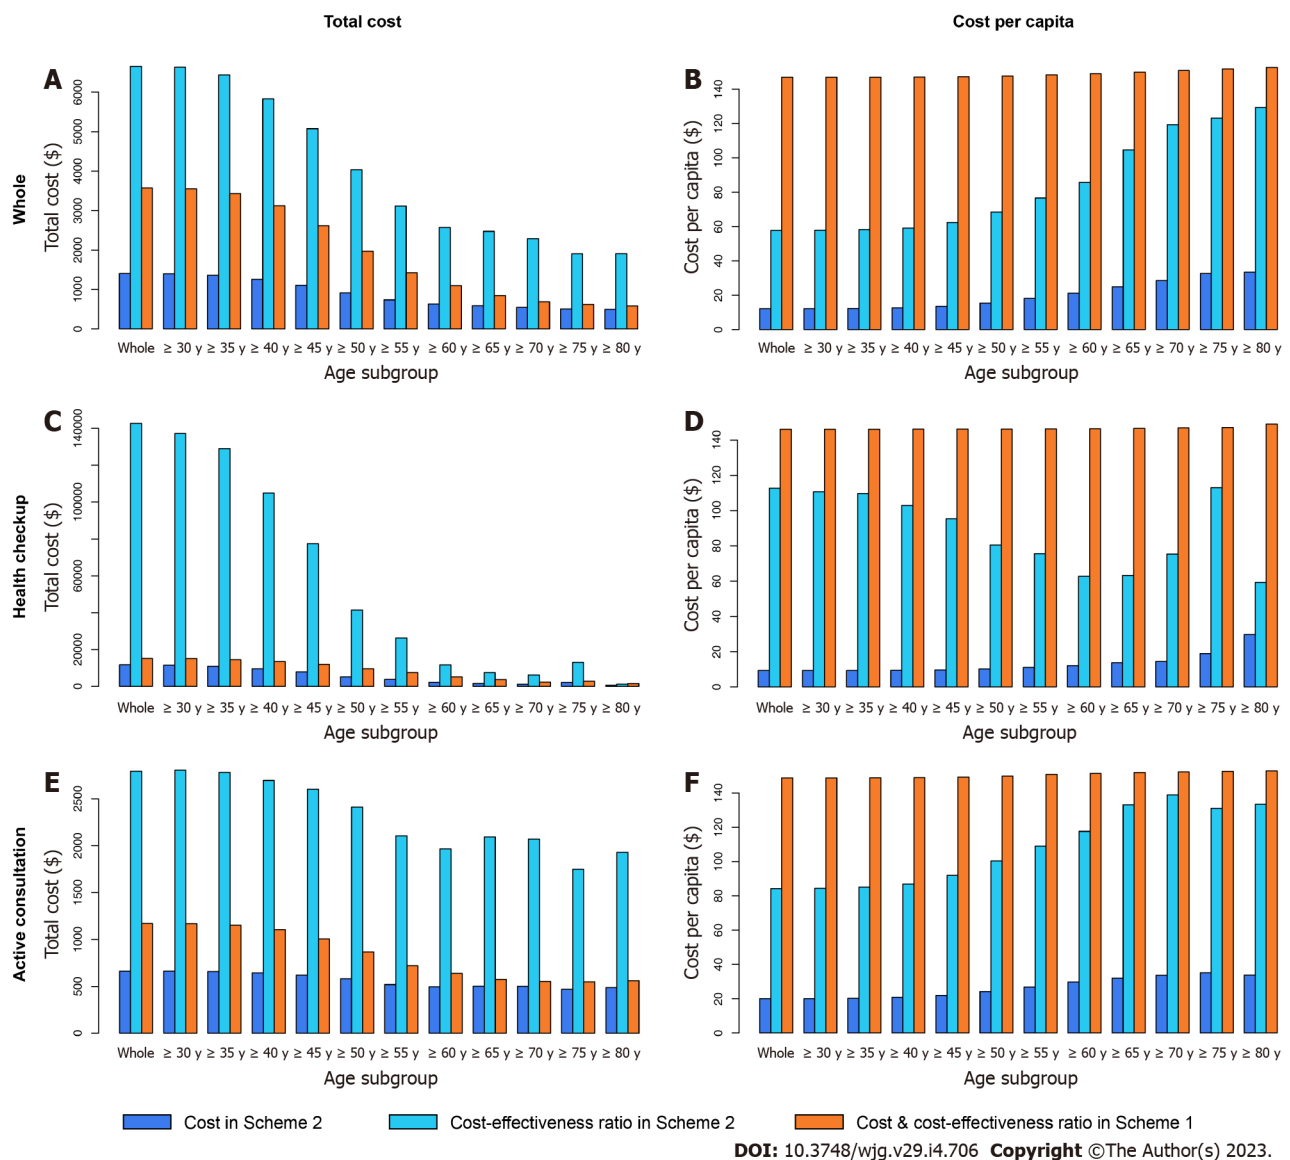 Total cost
Cost per capita
A
Whole
Total cost ($)
6000
5000
4000
3000
2000
1000
0
Whole ≥ 30 y ≥ 35 y ≥ 40 y ≥ 45 y ≥ 50 y ≥ 55 y ≥ 60 y ≥ 65 y ≥ 70 y ≥ 75 y ≥ 80 y
Age subgroup
B
Cost per capita ($)
140
120
100
80
60
40
20
0
Whole ≥ 30 y ≥ 35 y ≥ 40 y ≥ 45 y ≥ 50 y ≥ 55 y ≥ 60 y ≥ 65 y ≥ 70 y ≥ 75 y ≥ 80 y
Age subgroup
C
Health checkup
Total cost ($)
140000
100000
60000
20000
0
Whole ≥ 30 y ≥ 35 y ≥ 40 y ≥ 45 y ≥ 50 y ≥ 55 y ≥ 60 y ≥ 65 y ≥ 70 y ≥ 75 y ≥ 80 y
Age subgroup
D
Cost per capita ($)
140
120
100
80
60
40
20
0
Whole ≥ 30 y ≥ 35 y ≥ 40 y ≥ 45 y ≥ 50 y ≥ 55 y ≥ 60 y ≥ 65 y ≥ 70 y ≥ 75 y ≥ 80 y
Age subgroup
E
Active consultation
Total cost ($)
2500
2000
1500
1000
500
0
Whole ≥ 30 y ≥ 35 y ≥ 40 y ≥ 45 y ≥ 50 y ≥ 55 y ≥ 60 y ≥ 65 y ≥ 70 y ≥ 75 y ≥ 80 y
Age subgroup
F
Cost per capita ($)
140
120
100
80
60
40
20
0
Whole ≥ 30 y ≥ 35 y ≥ 40 y ≥ 45 y ≥ 50 y ≥ 55 y ≥ 60 y ≥ 65 y ≥ 70 y ≥ 75 y ≥ 80 y
Age subgroup
Cost in Scheme 2
Cost-effectiveness ratio in Scheme 2
Cost & cost-effectiveness ratio in Scheme 1
DOI: 10.3748/wjg.v29.i4.706 Copyright ©The Author(s) 2023.